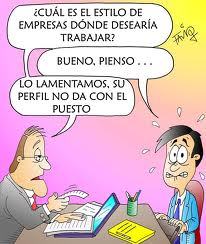 ¿CUÁL ES EL ESTILO DE
EMPRESAS DÓNDE DESEARÍA
TRABAJAR?
BUENO, PIENSO . . .
LO LAMENTAMOS, SU
PERFIL NO DA CON EL
PUESTO